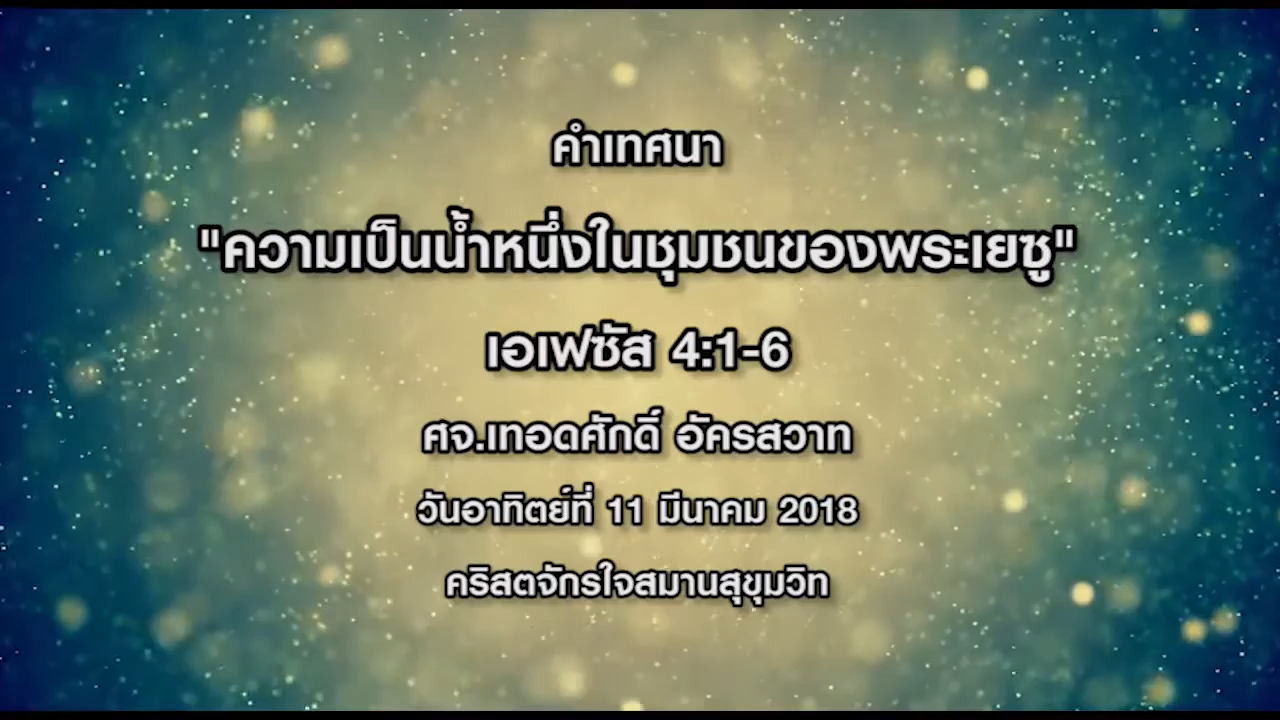 คำเทศนา
"ความเป็นน้ำหนึ่งในชุมชนของพระเยซู"
เอเฟซัส 4:1-6
ศจ.เทอดศักดิ์ อัครสวาท
วันอาทิตย์ที่ 11 มีนาคม 2018
คริสตจักรใจสมานสุขุมวิท